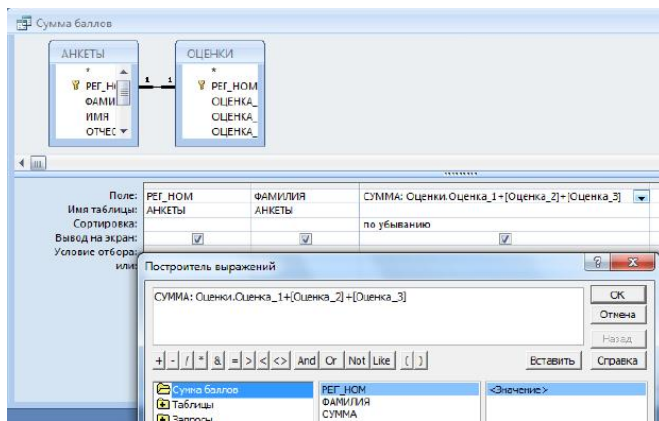 Сумма баллов
АНКЕТЫ ОЦЕНКИ
* *
РЕГ_Н 1 1 РЕГ_НОМ
ФАМИ ОЦЕНКА_
ИМЯ ОЦЕНКА_
ОТЧЕС ОЦЕНКА_
Поле: РЕГ_НОМ ФАМИЛИЯ СУММА: Оценки.Оценка_1+[Оценка_2]+[Оценка_3]
Имя таблицы: АНКЕТЫ АНКЕТЫ
Сортировка: по убыванию
Вывод на экран:
Условие отбора:
или:
Построитель выражений
СУММА: Оценки.Оценка_1+[Оценка_2]+[Оценка_3]
ОК
Отмена
Назад
+ - / * & = > < <> And Or Not Like ( ) Вставить Справка
Сумма баллов РЕГ_НОМ <Значение>
Таблицы ФАМИЛИЯ
Запросы СУММА